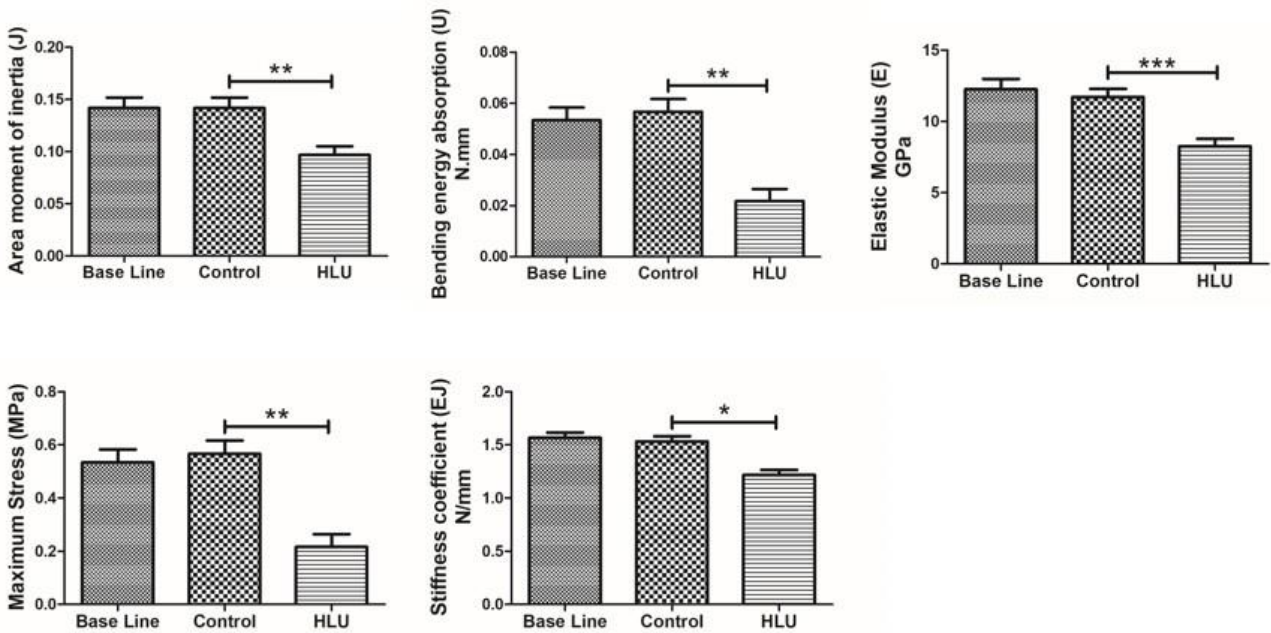 Area moment of inertia (J)
0.20
0.15
0.10
0.05
0.00
**
Base Line Control HLU
Bending energy absorption (U)
N.mm
0.08
0.06
0.04
0.02
0.00
**
Base Line Control HLU
Elastic Modulus (E)
GPa
15
10
5
0
***
Base Line Control HLU
Maximum Stress (MPa)
0.8
0.6
0.4
0.2
0.0
**
Base Line Control HLU
Stiffness coefficient (EJ)
N/mm
2.0
1.5
1.0
0.5
0.0
*
Base Line Control HLU